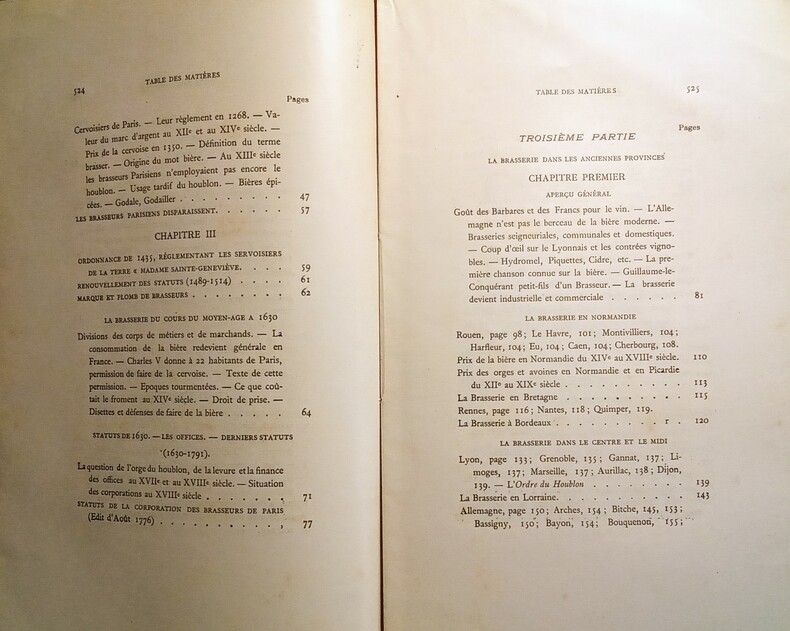 524
TABLE DES MATIÈRES
Pages
Cervoisiers de Paris. — Leur règlement en 1268. — Va-
leur du marc d'argent au XIIe et au XIVe siècle. —
Prix de la cervoise en 1350. — Définition du terme
brasser. — Origine du mot bière. — Au XIIIe siècle
les brasseurs Parisiens n'employaient pas encore le
houblon. — Usage tardif du houblon. — Bières épi-
cées. — Godale, Godailler . . . . . . . . . 47
LES BRASSEURS PARISIENS DISPARAISSENT. . . . . . 57
CHAPITRE III
ORDONNANCE DE 1435, RÉGLEMENTANT LES SERVOISIERS
DE LA TERRE « MADAME SAINTE-GENEVIÈVE. . . . 59
RENOUVELLEMENT DES STATUTS (1489-1514) . . . . 61
MARQUE ET PLOMB DE BRASSEURS . . . . . . . . 62
LA BRASSERIE DU COURS DU MOYEN-AGE A 1630
Divisions des corps de métiers et de marchands. — La
consommation de la bière redevient générale en
France. — Charles V donne à 22 habitants de Paris,
permission de faire de la cervoise. — Texte de cette
permission. — Epoques tourmentées. — Ce que coû-
tait le froment au XIVe siècle. — Droit de prise. —
Disettes et défenses de faire de la bière . . . . . 64
STATUTS DE 1630. — LES OFFICES. — DERNIERS STATUTS
(1630-1791).
La question de l'orge du houblon, de la levure et la finance
des offices au XVIIe et au XVIIIe siècle. — Situation
des corporations au XVIIIe siècle . . . . . . . 71
STATUTS DE LA CORPORATION DES BRASSEURS DE PARIS
(Edit d'Août 1776) . . . . . . . . . . . 77
TABLE DES MATIÈRES
525
Pages
TROISIÈME PARTIE
LA BRASSERIE DANS LES ANCIENNES PROVINCES
CHAPITRE PREMIER
APERÇU GÉNÉRAL
Goût des Barbares et des Francs pour le vin. — L'Alle-
magne n'est pas le berceau de la bière moderne. —
Brasseries seigneuriales, communales et domestiques.
— Coup d'œil sur le Lyonnais et les contrées vigno-
bles. — Hydromel, Piquettes, Cidre, etc. — La pre-
mière chanson connue sur la bière. — Guillaume-le-
Conquérant petit-fils d'un Brasseur. — La brasserie
devient industrielle et commerciale . . . . . . 81
LA BRASSERIE EN NORMANDIE
Rouen, page 98 ; Le Havre, 101 ; Montivilliers, 104 ;
Harfleur, 104 ; Eu, 104 ; Caen, 104 ; Cherbourg, 108.
Prix de la bière en Normandie du XIVe au XVIIIe siècle. 110
Prix des orges et avoines en Normandie et en Picardie
du XIIe au XIXe siècle . . . . . . . . . . 113
La Brasserie en Bretagne . . . . . . . . . . 115
Rennes, page 116 ; Nantes, 118 ; Quimper, 119.
La Brasserie à Bordeaux . . . . . . . . . . 120
LA BRASSERIE DANS LE CENTRE ET LE MIDI
Lyon, page 133 ; Grenoble, 135 ; Gannat, 137 ; Li-
moges, 137 ; Marseille, 137 ; Aurillac, 138 ; Dijon,
139. — L'Ordre du Houblon . . . . . . . . 139
La Brasserie en Lorraine. . . . . . . . . . . 143
Allemagne, page 150 ; Arches, 154 ; Bitche, 145, 153 ;
Bassigny, 150 ; Bayon, 154 ; Bouquenon, 155 ;